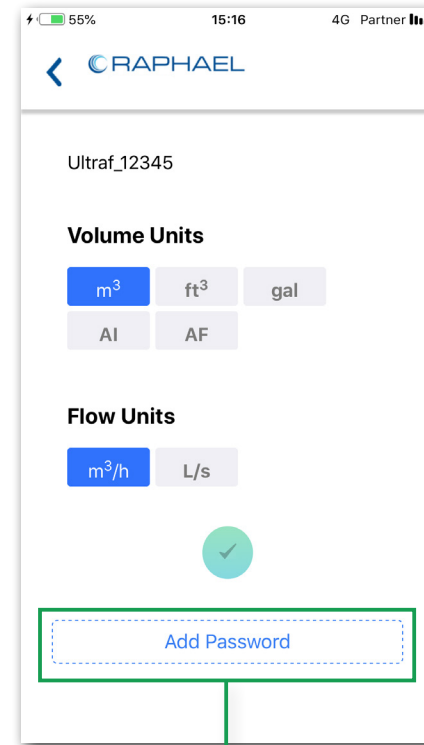 55% 15:16 4G Partner
RAPHAEL
Ultraf_12345
Volume Units
m³ ft³ gal
AI AF
Flow Units
m³/h L/s
Add Password